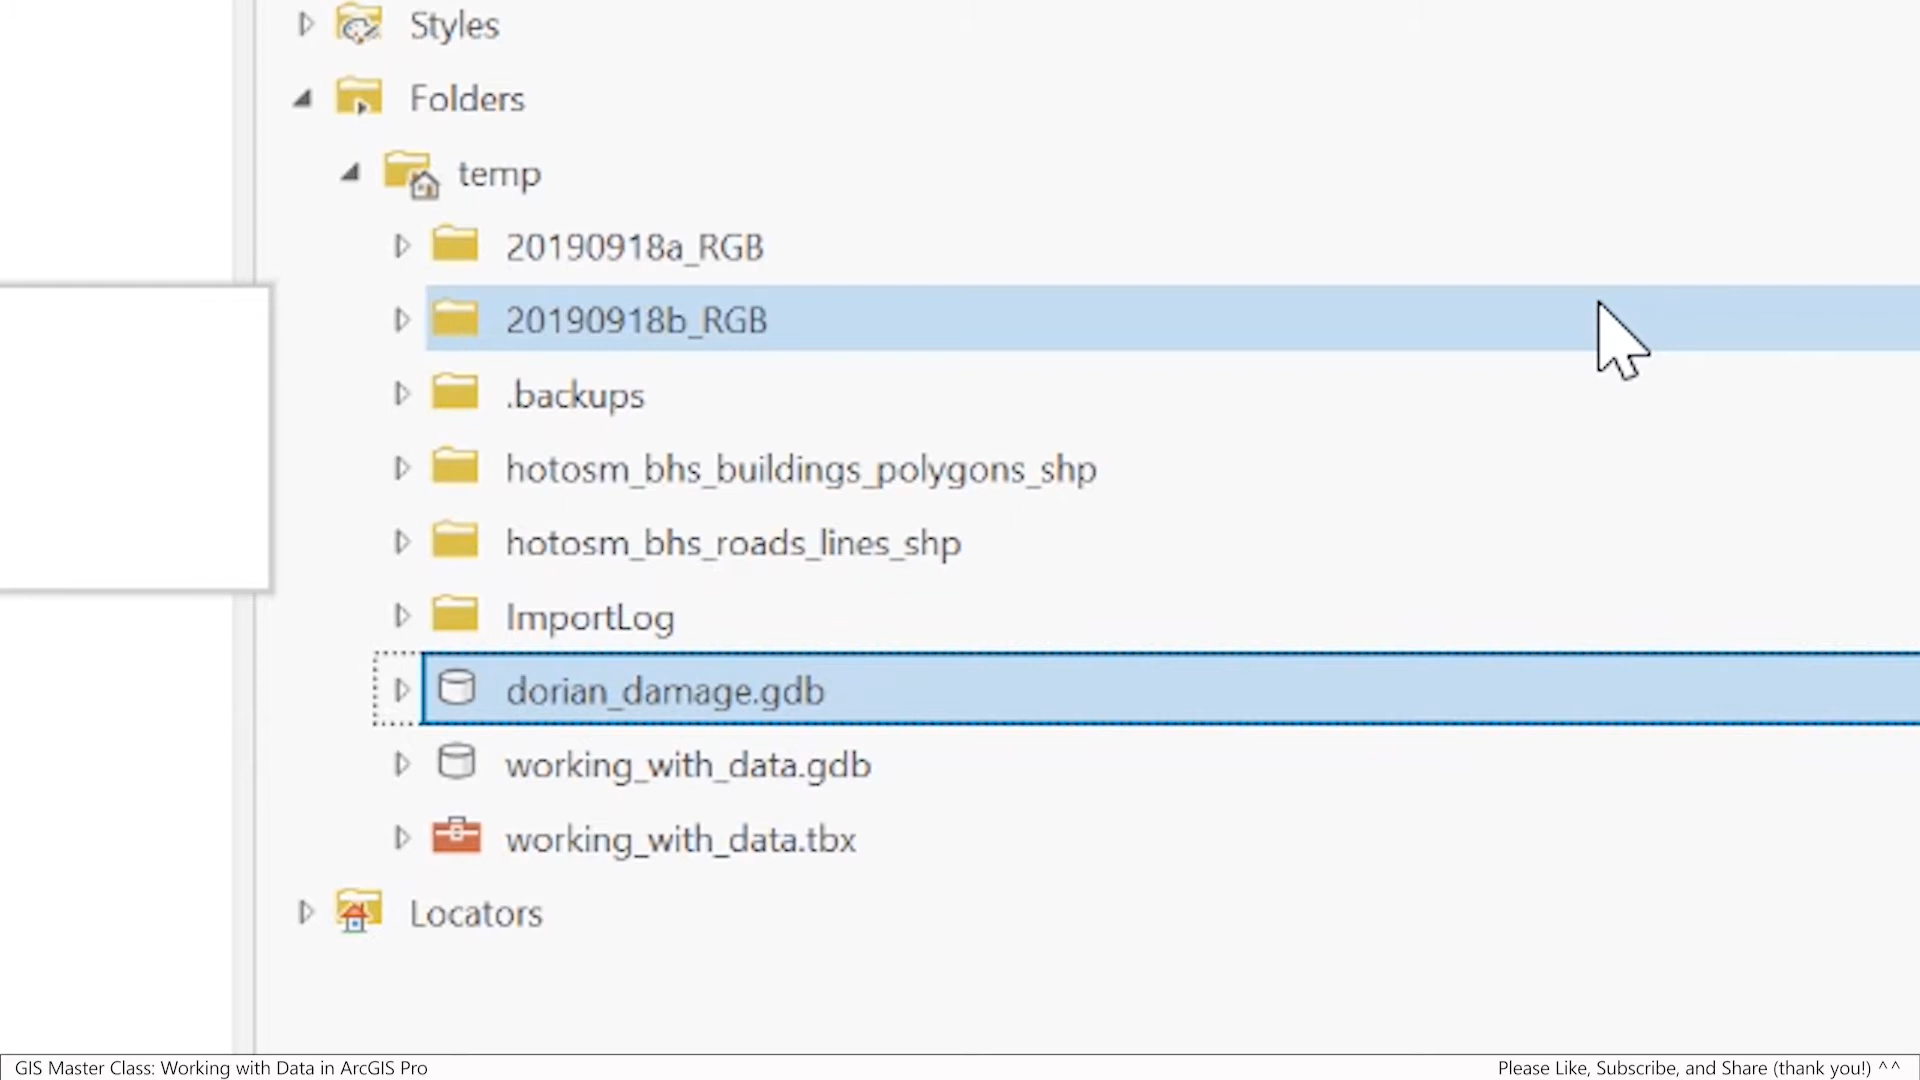 Styles
Folders
temp
20190918a_RGB
20190918b_RGB
.backups
hotosm_bhs_buildings_polygons_shp
hotosm_bhs_roads_lines_shp
ImportLog
dorian_damage.gdb
working_with_data.gdb
working_with_data.tbx
Locators
GIS Master Class: Working with Data in ArcGIS Pro
Please Like, Subscribe, and Share (thank you!) ^^